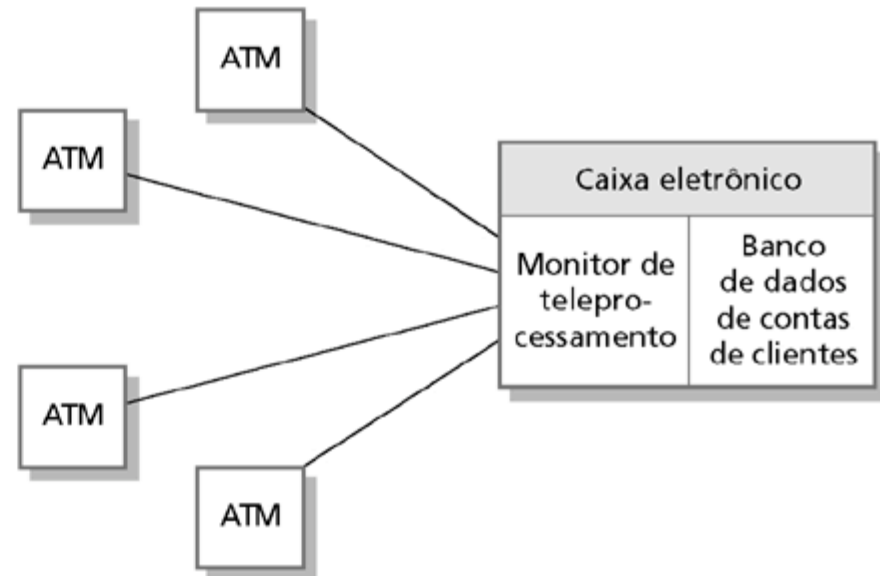 ATM
ATM
ATM
ATM
Caixa eletrônico
Monitor de
telepro-
cessamento
Banco
de dados
de contas
de clientes